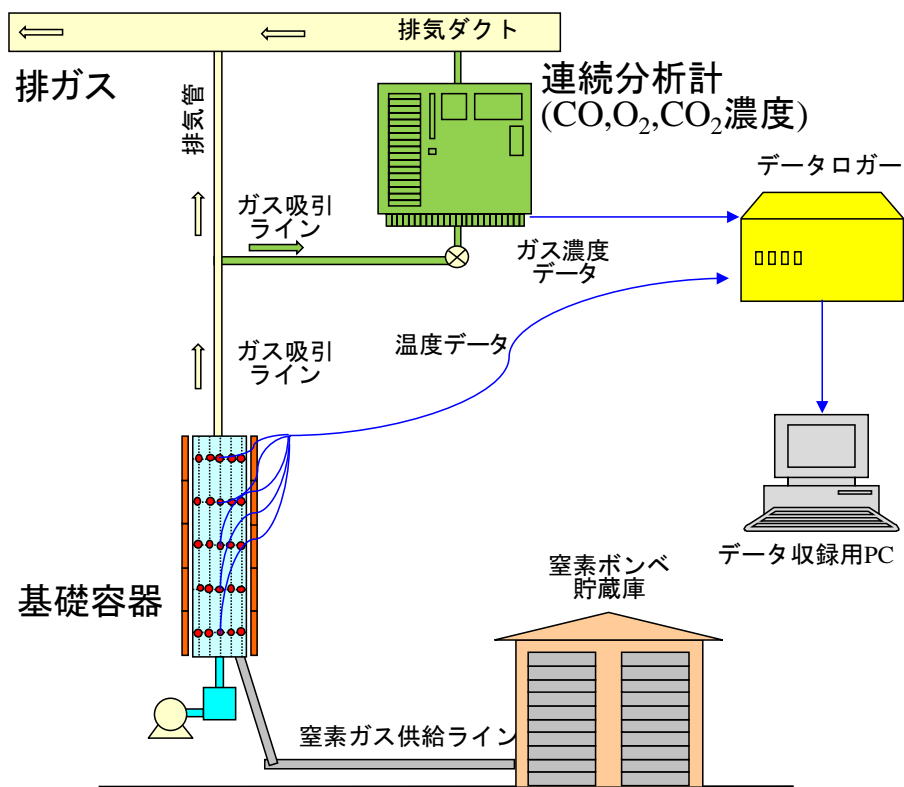 排気ダクト
排ガス
連続分析計
(CO,O₂,CO₂濃度)
排気管
データロガー
ガス吸引
ライン
ガス濃度
データ
温度データ
ガス吸引
ライン
データ収録用PC
窒素ボンベ
貯蔵庫
基礎容器
窒素ガス供給ライン